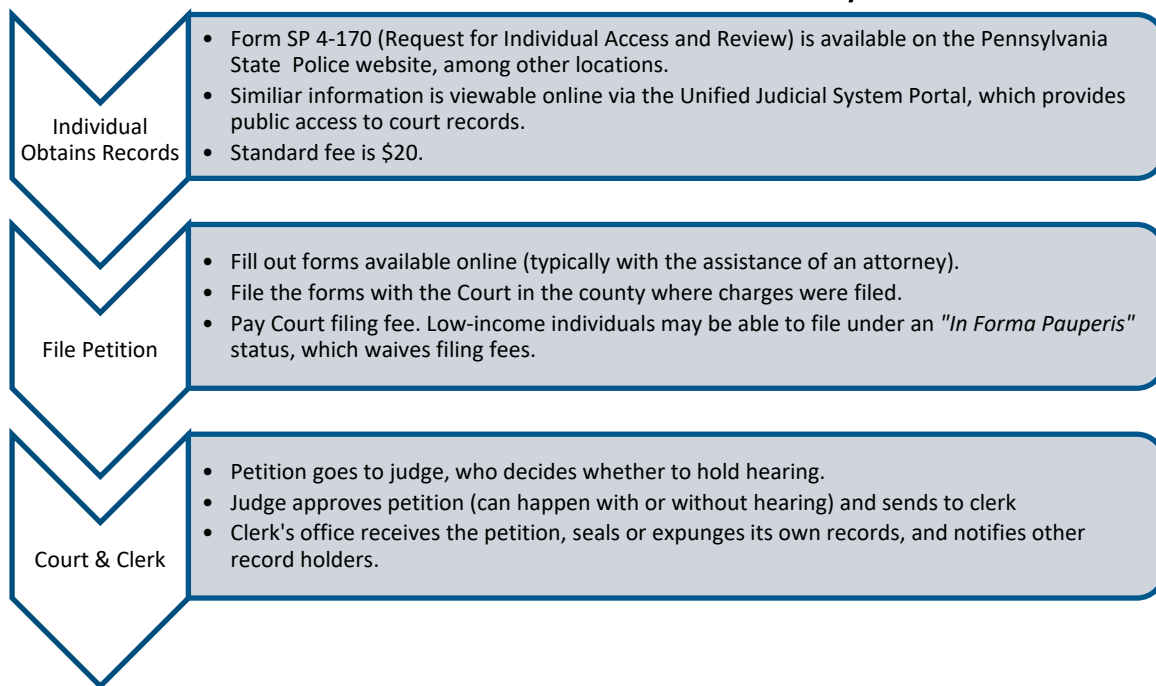 Individual
Obtains Records
• Form SP 4-170 (Request for Individual Access and Review) is available on the Pennsylvania
State  Police website, among other locations.
• Similiar information is viewable online via the Unified Judicial System Portal, which provides
public access to court records.
• Standard fee is $20.
File Petition
• Fill out forms available online (typically with the assistance of an attorney).
• File the forms with the Court in the county where charges were filed.
• Pay Court filing fee. Low-income individuals may be able to file under an "In Forma Pauperis"
status, which waives filing fees.
Court & Clerk
• Petition goes to judge, who decides whether to hold hearing.
• Judge approves petition (can happen with or without hearing) and sends to clerk
• Clerk's office receives the petition, seals or expunges its own records, and notifies other
record holders.